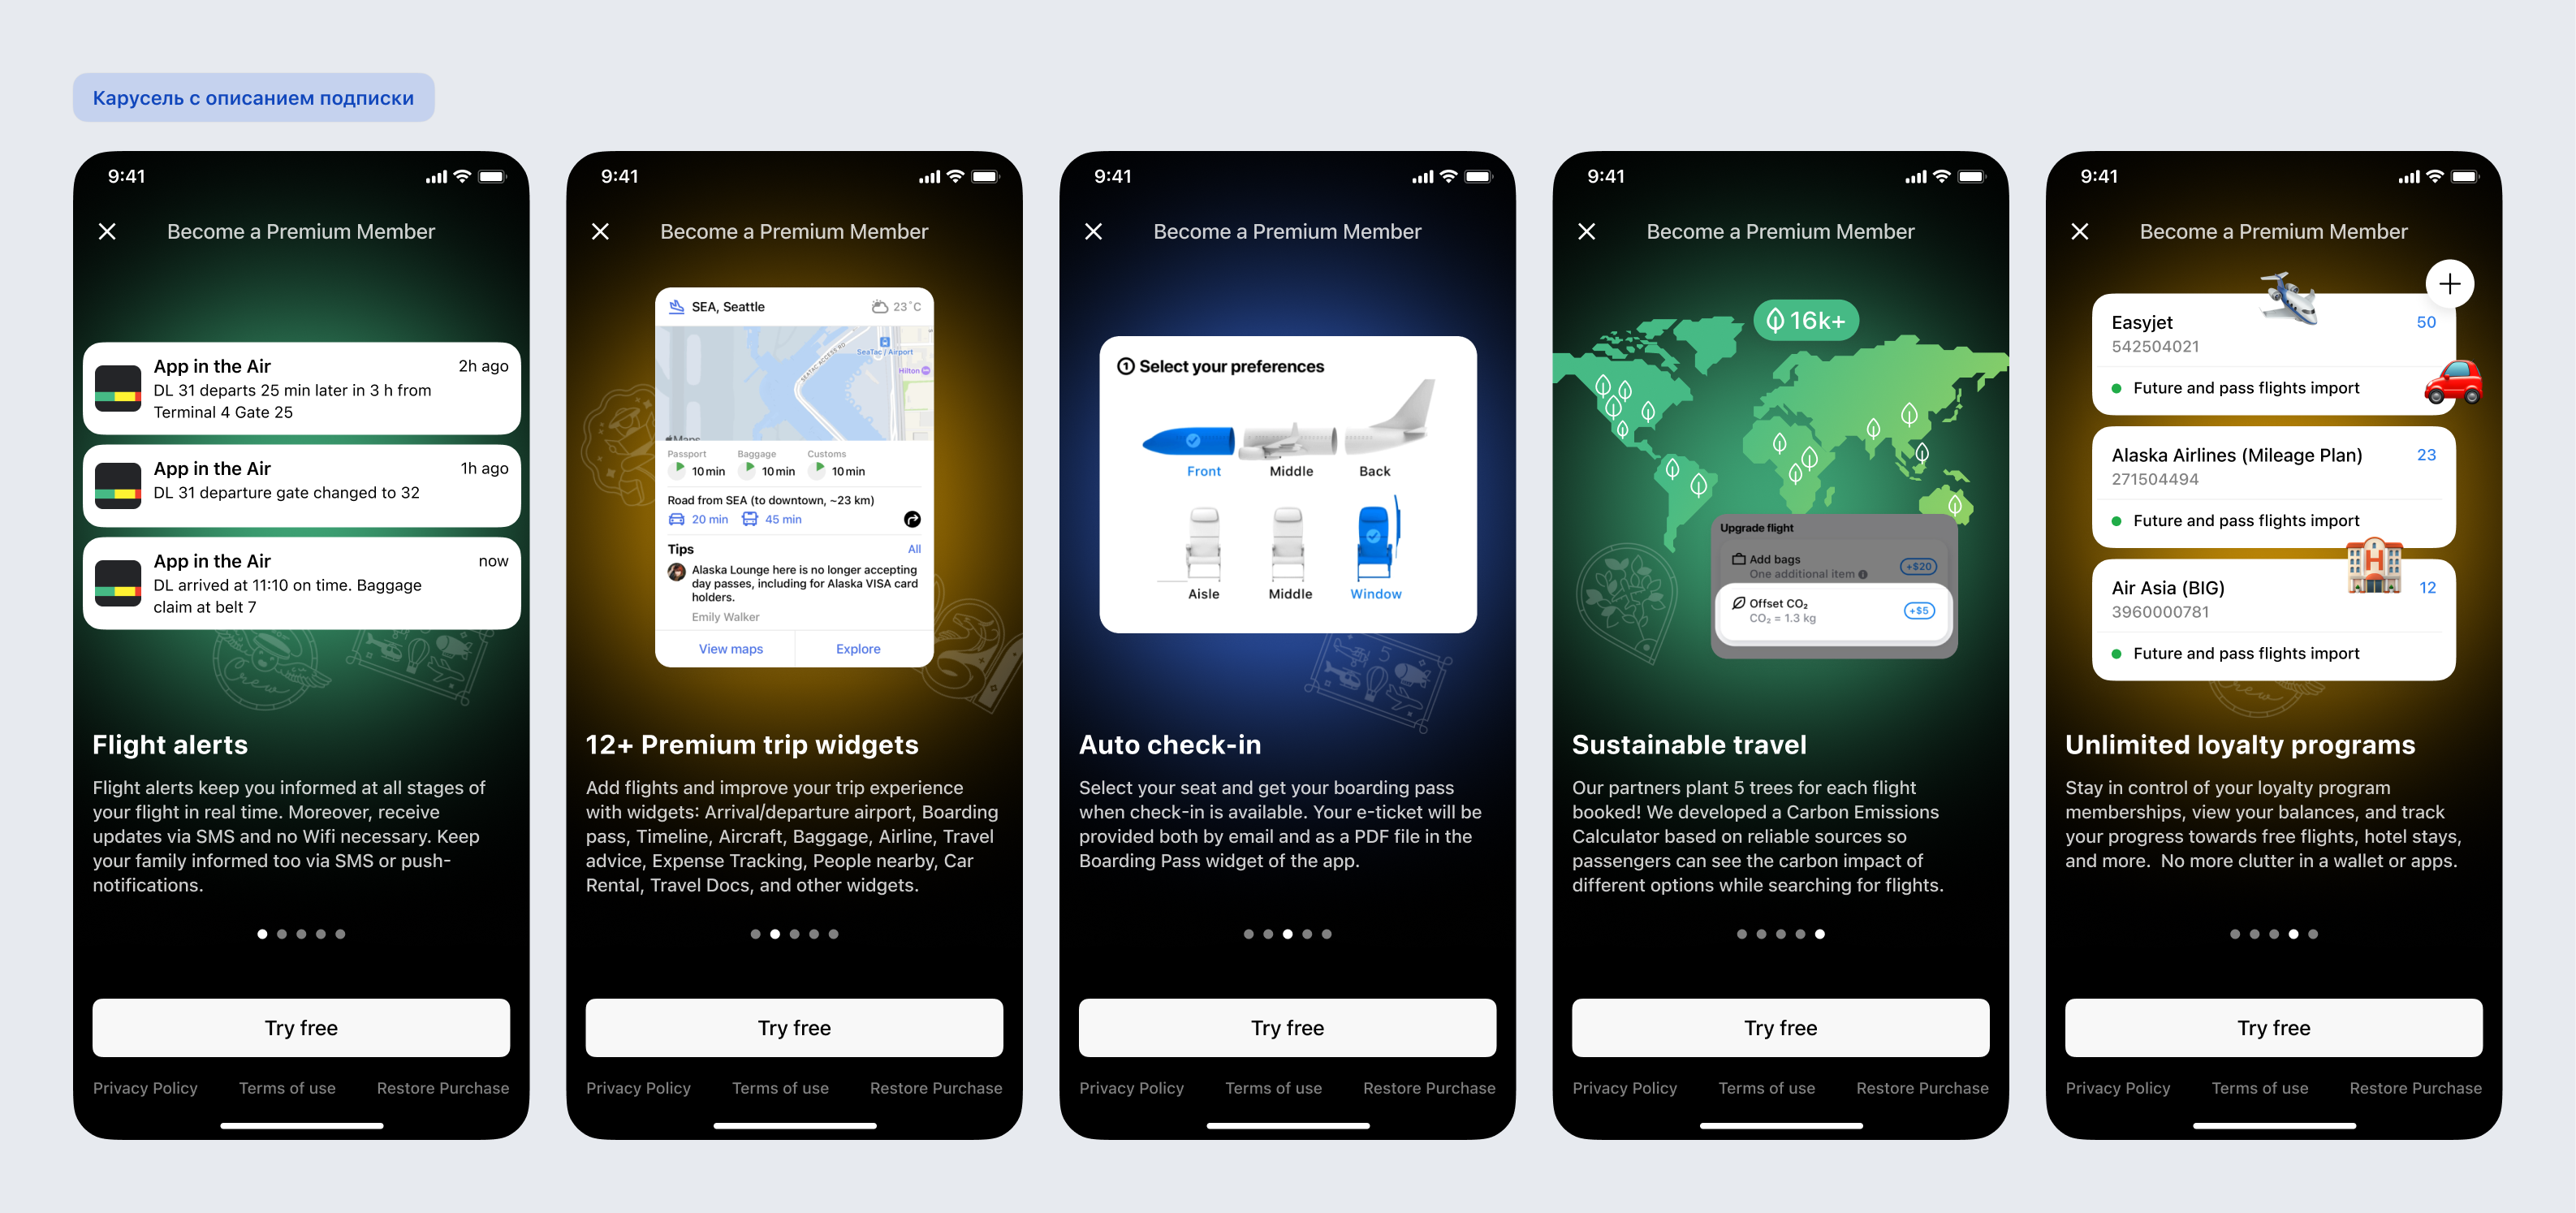 Карусель с описанием подписки
9:41
Become a Premium Member
App in the Air
2h ago
DL 31 departs 25 min later in 3 h from
Terminal 4 Gate 25
App in the Air
1h ago
DL 31 departure gate changed to 32
App in the Air
now
DL arrived at 11:10 on time. Baggage
claim at belt 7
Crew
Flight alerts
Flight alerts keep you informed at all stages of
your flight in real time. Moreover, receive
updates via SMS and no Wifi necessary. Keep
your family informed too via SMS or push-
notifications.
Try free
Privacy Policy
Terms of use
Restore Purchase
9:41
Become a Premium Member
SEA, Seattle
23°C
SEATAC ACCESS RD
SeaTac / Airport
Hilton
Maps
Passport
Baggage
Customs
10 min
10 min
10 min
Road from SEA (to downtown, ~23 km)
20 min
45 min
Tips
All
Alaska Lounge here is no longer accepting
day passes, including for Alaska VISA card
holders.
Emily Walker
View maps
Explore
12+ Premium trip widgets
Add flights and improve your trip experience
with widgets: Arrival/departure airport, Boarding
pass, Timeline, Aircraft, Baggage, Airline, Travel
advice, Expense Tracking, People nearby, Car
Rental, Travel Docs, and other widgets.
Try free
Privacy Policy
Terms of use
Restore Purchase
9:41
Become a Premium Member
1 Select your preferences
Front
Middle
Back
Aisle
Middle
Window
Auto check-in
Select your seat and get your boarding pass
when check-in is available. Your e-ticket will be
provided both by email and as a PDF file in the
Boarding Pass widget of the app.
Try free
Privacy Policy
Terms of use
Restore Purchase
9:41
Become a Premium Member
16k+
Upgrade flight
Add bags
One additional item
+$20
Offset CO₂
CO₂ = 1.3 kg
+$5
Sustainable travel
Our partners plant 5 trees for each flight
booked! We developed a Carbon Emissions
Calculator based on reliable sources so
passengers can see the carbon impact of
different options while searching for flights.
Try free
Privacy Policy
Terms of use
Restore Purchase
9:41
Become a Premium Member
Easyjet
50
542504021
Future and pass flights import
Alaska Airlines (Mileage Plan)
23
271504494
Future and pass flights import
Air Asia (BIG)
12
3960000781
Future and pass flights import
Crew
Unlimited loyalty programs
Stay in control of your loyalty program
memberships, view your balances, and track
your progress towards free flights, hotel stays,
and more.  No more clutter in a wallet or apps.
Try free
Privacy Policy
Terms of use
Restore Purchase